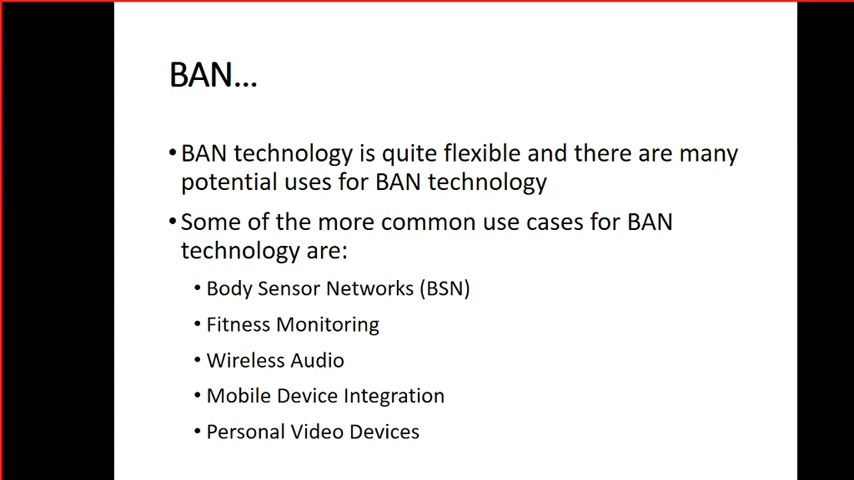 BAN...
• BAN technology is quite flexible and there are many
potential uses for BAN technology
• Some of the more common use cases for BAN
technology are:
• Body Sensor Networks (BSN)
• Fitness Monitoring
• Wireless Audio
• Mobile Device Integration
• Personal Video Devices